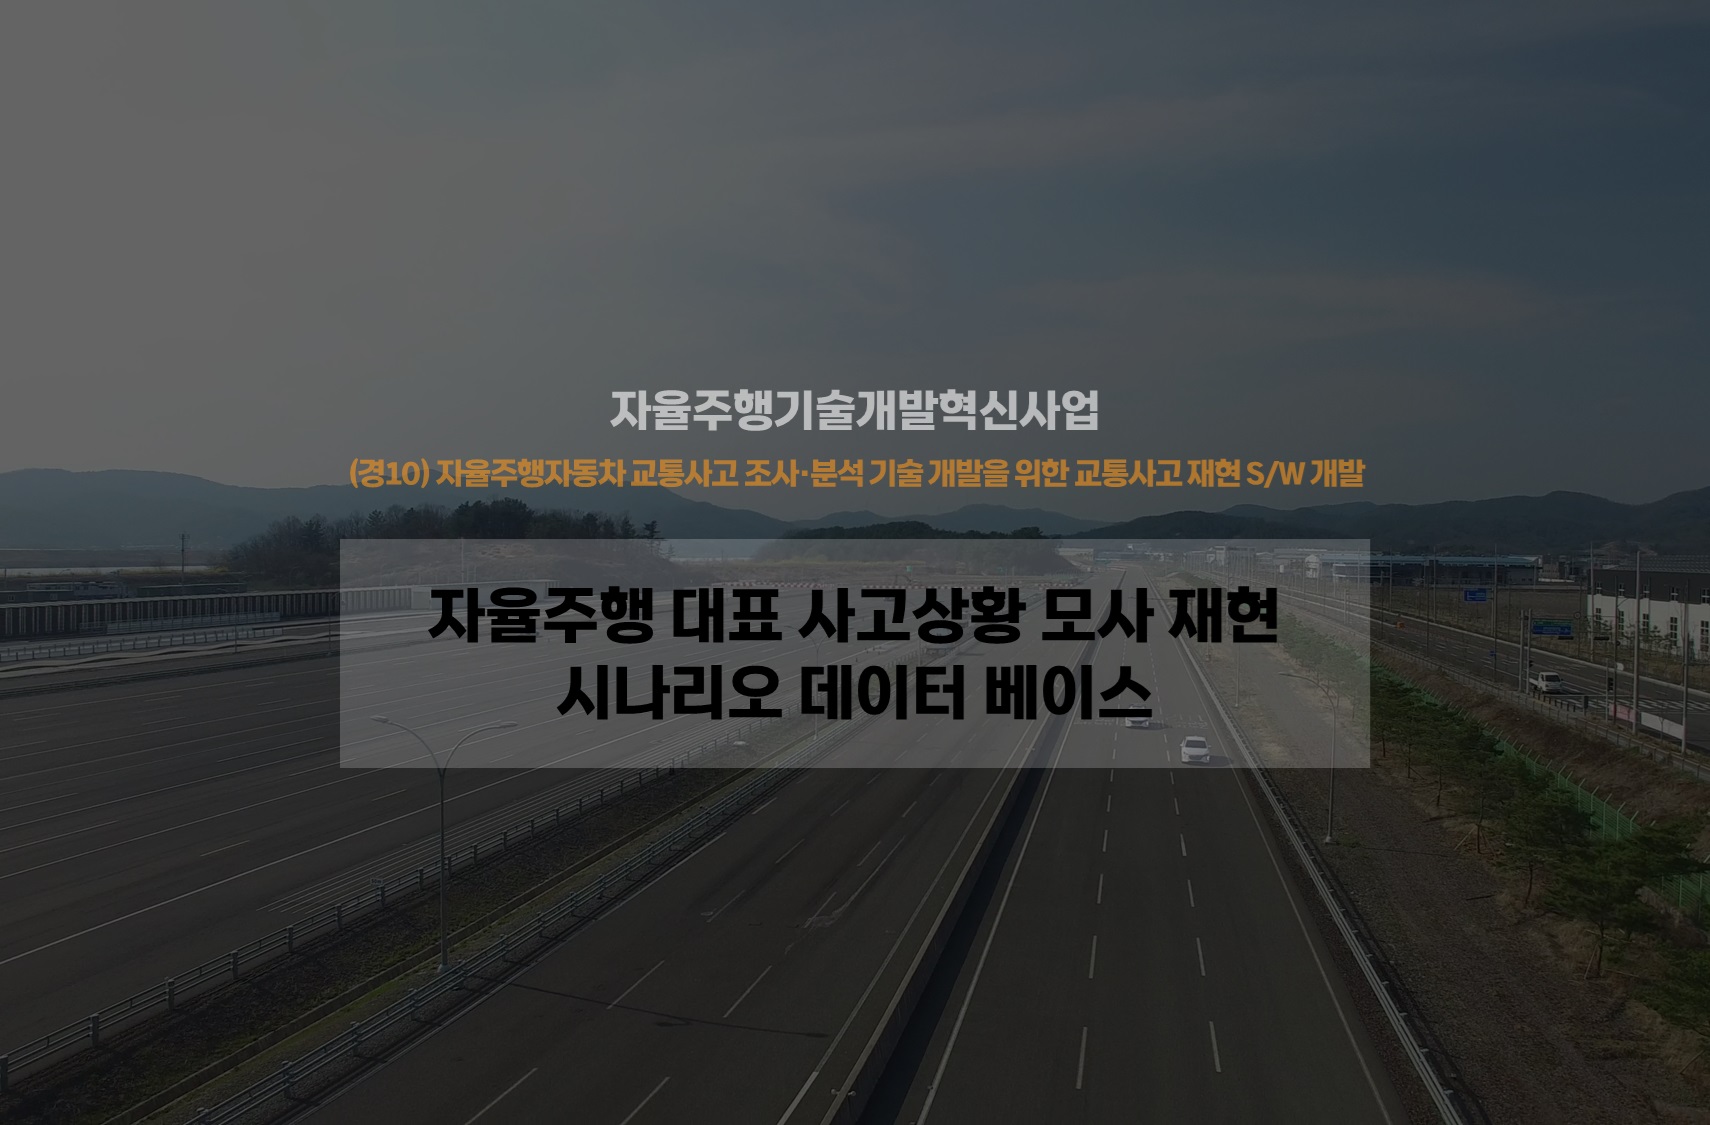 자율주행기술개발혁신사업
(경10) 자율주행자동차 교통사고 조사·분석 기술 개발을 위한 교통사고 재현 S/W 개발
자율주행 대표 사고상황 모사 재현
시나리오 데이터 베이스